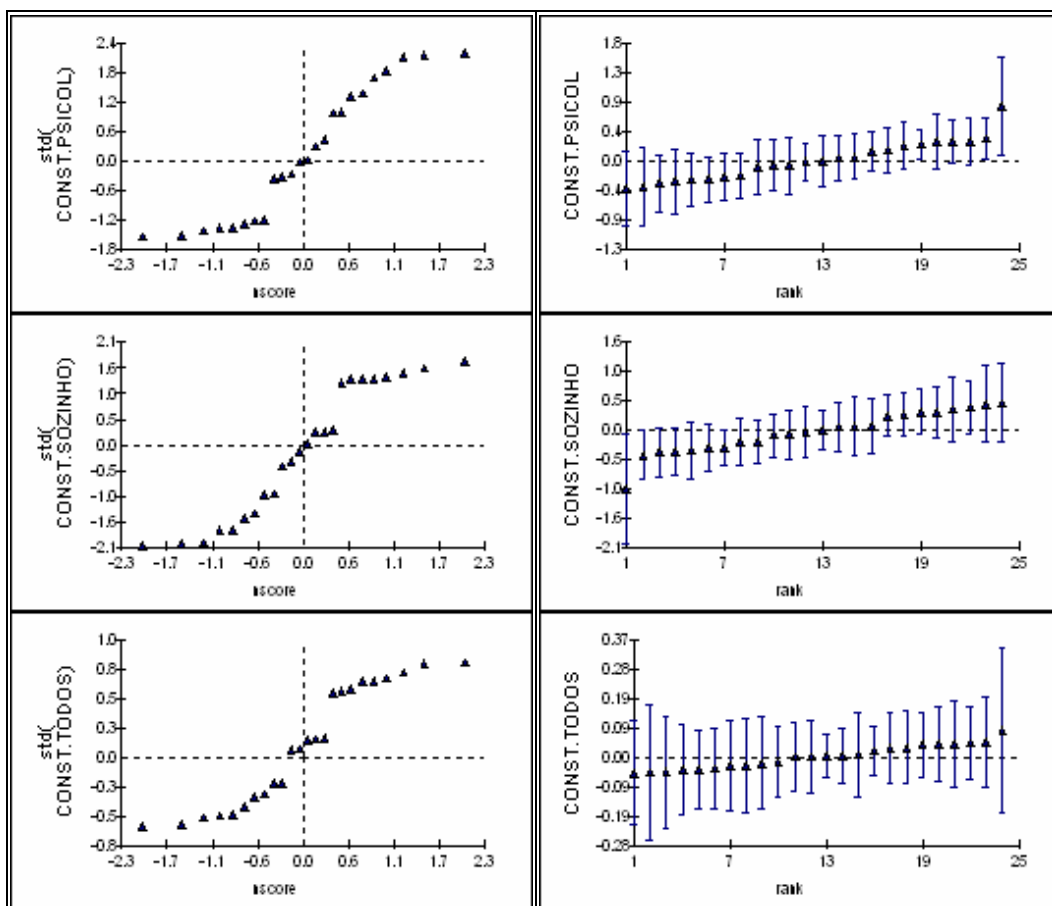 std(
CONST.PSICOL)
2.4
1.8
1.2
0.6
0.0
-0.6
-1.2
-1.8
-2.3 -1.7 -1.1 -0.6 0.0 0.6 1.1 1.7 2.3
nscore
CONST.PSICOL
1.8
1.3
0.9
0.4
0.0
-0.4
-0.9
-1.3
1 7 13 19 25
rank
std(
CONST.SOZINHO)
2.1
1.6
1.0
0.5
0.0
-0.5
-1.0
-1.6
-2.1
-2.3 -1.7 -1.1 -0.6 0.0 0.6 1.1 1.7 2.3
nscore
CONST.SOZINHO
1.6
1.0
0.5
0.0
-0.5
-1.0
-1.6
-2.1
1 7 13 19 25
rank
std(
CONST.TODOS)
1.0
0.8
0.5
0.3
0.0
-0.3
-0.5
-0.8
-2.3 -1.7 -1.1 -0.6 0.0 0.6 1.1 1.7 2.3
nscore
CONST.TODOS
0.37
0.28
0.19
0.09
0.00
-0.09
-0.19
-0.28
1 7 13 19 25
rank